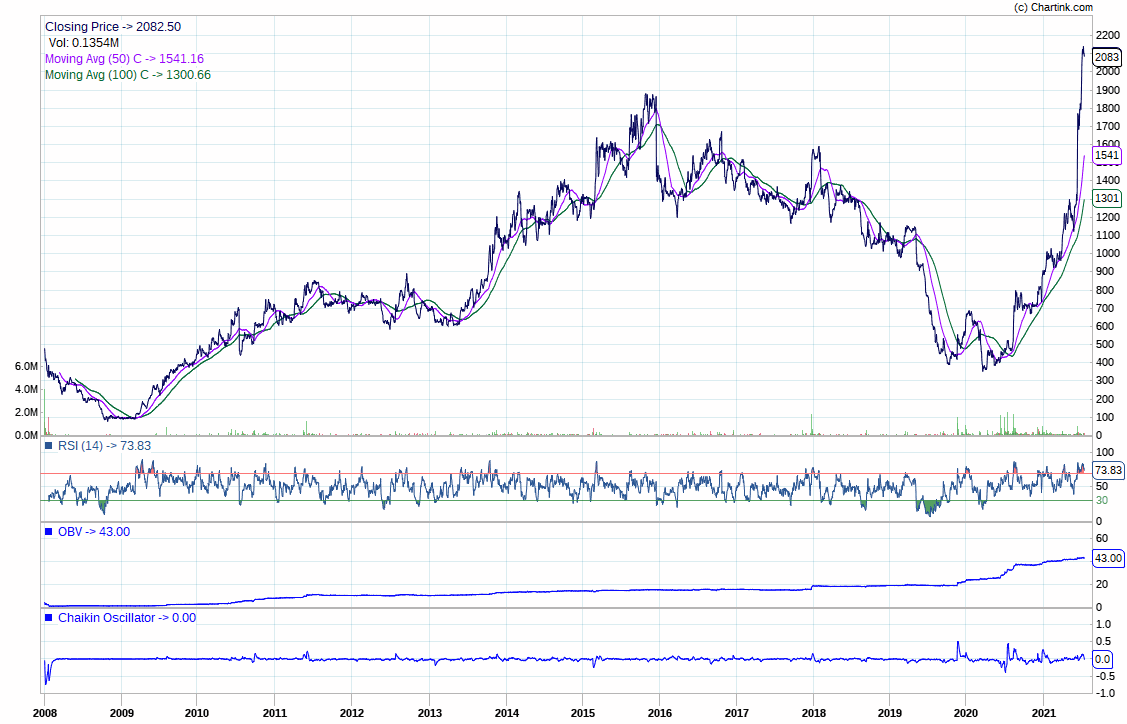 (c) Chartink.com
Closing Price -> 2082.50
Vol: 0.1354M
Moving Avg (50) C -> 1541.16
Moving Avg (100) C -> 1300.66
2200
2083
2000
1900
1800
1700
1600
1541
1400
1301
1200
1100
1000
900
800
700
600
500
400
300
200
100
0
6.0M
4.0M
2.0M
0.0M
RSI (14) -> 73.83
100
73.83
50
30
0
OBV -> 43.00
60
43.00
20
0
Chaikin Oscillator -> 0.00
1.0
0.5
0.0
-0.5
-1.0
2008 2009 2010 2011 2012 2013 2014 2015 2016 2017 2018 2019 2020 2021